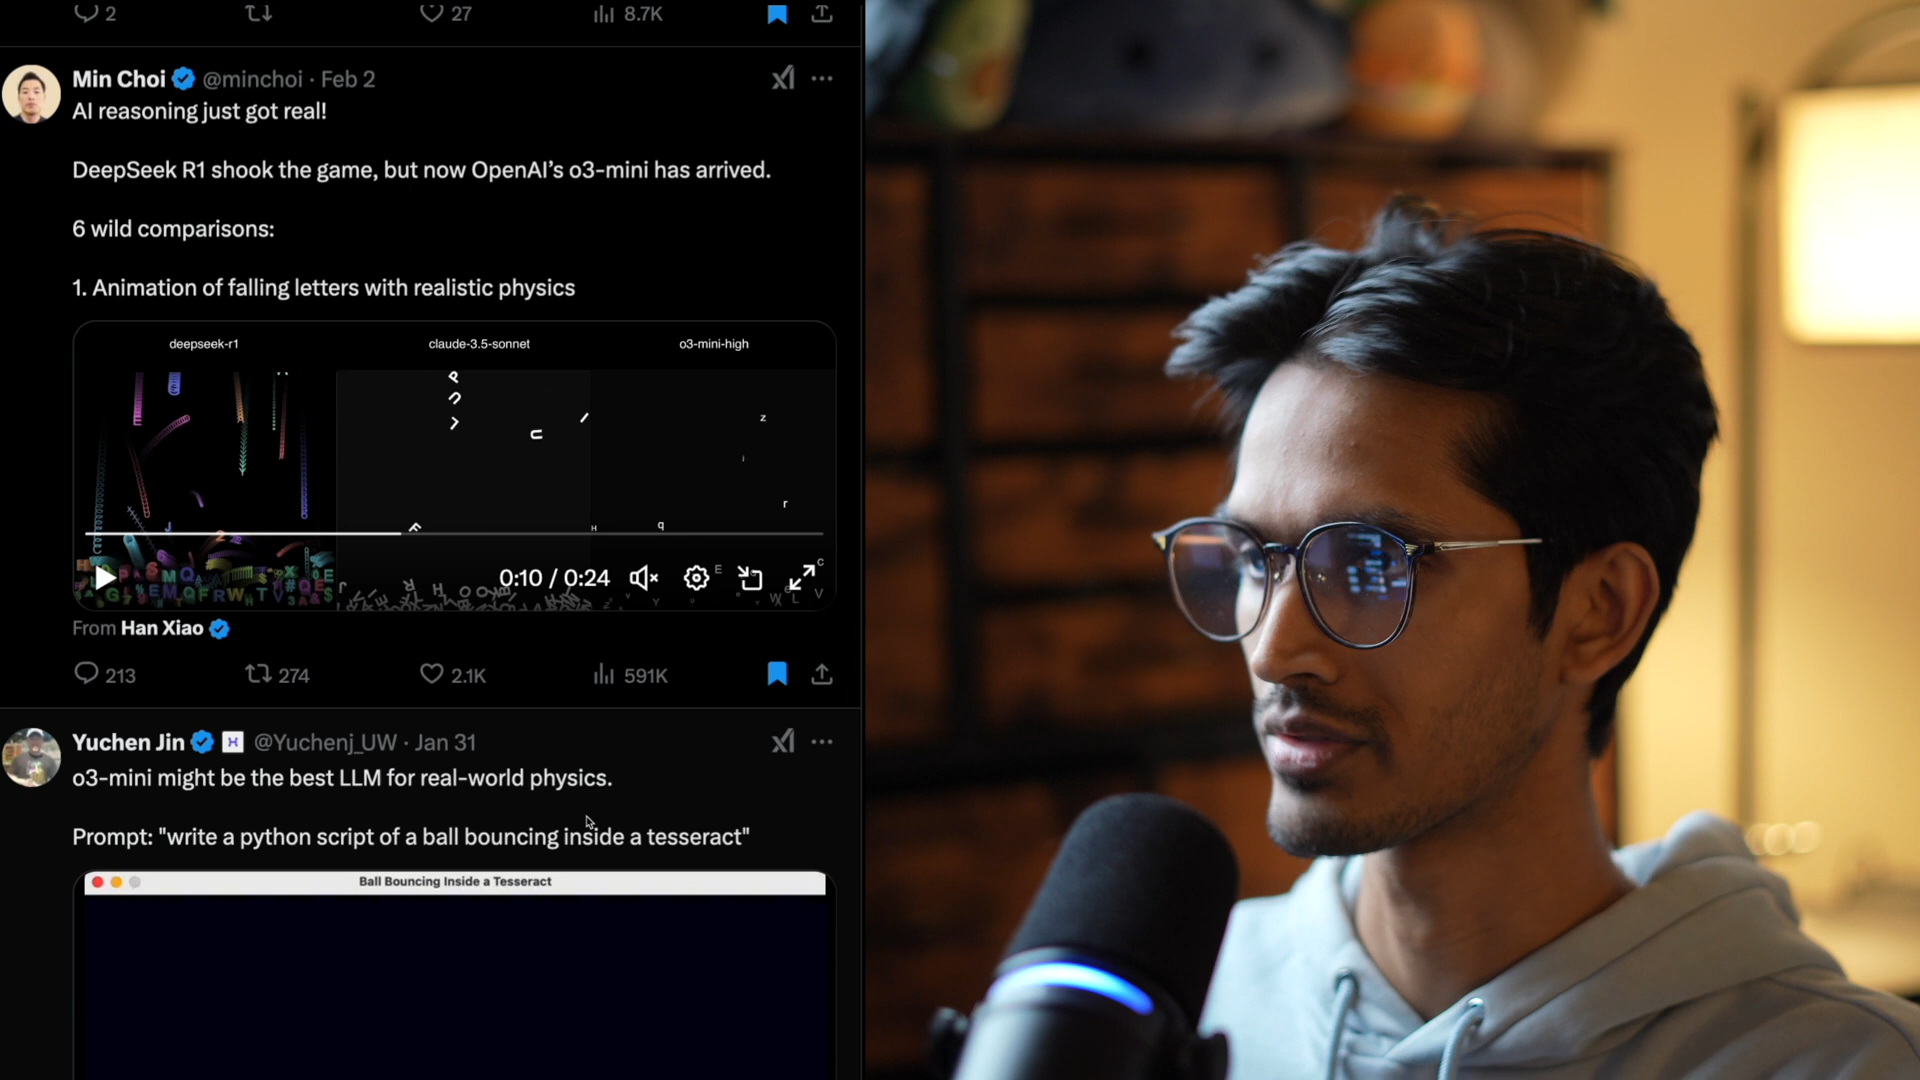 2 27 8.7K
Min Choi @minchoi · Feb 2
AI reasoning just got real!
DeepSeek R1 shook the game, but now OpenAI’s o3-mini has arrived.
6 wild comparisons:
1. Animation of falling letters with realistic physics
deepseek-r1 claude-3.5-sonnet o3-mini-high
0:10 / 0:24
From Han Xiao
213 274 2.1K 591K
Yuchen Jin @Yuchenj_UW · Jan 31
o3-mini might be the best LLM for real-world physics.
Prompt: "write a python script of a ball bouncing inside a tesseract"
Ball Bouncing Inside a Tesseract